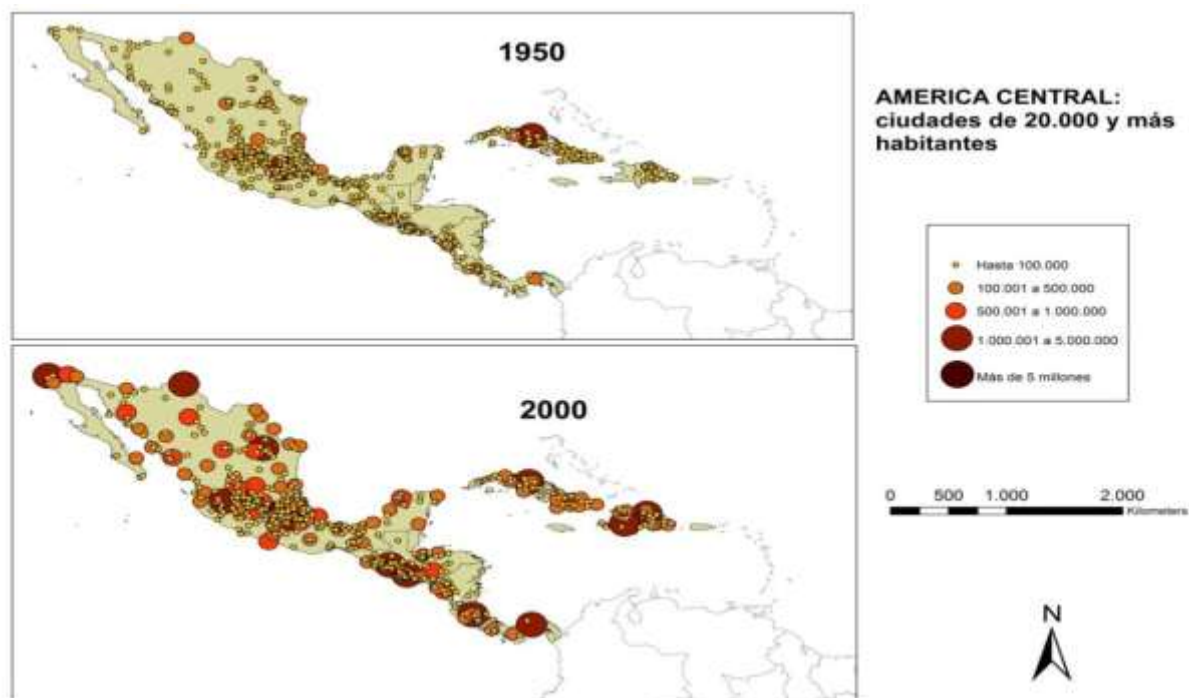 1950
AMERICA CENTRAL:
ciudades de 20.000 y más
habitantes
Hasta 100.000
100.001 a 500.000
500.001 a 1.000.000
1.000.001 a 5.000.000
Más de 5 millones
2000
0 500 1.000 2.000
Kilometers
N